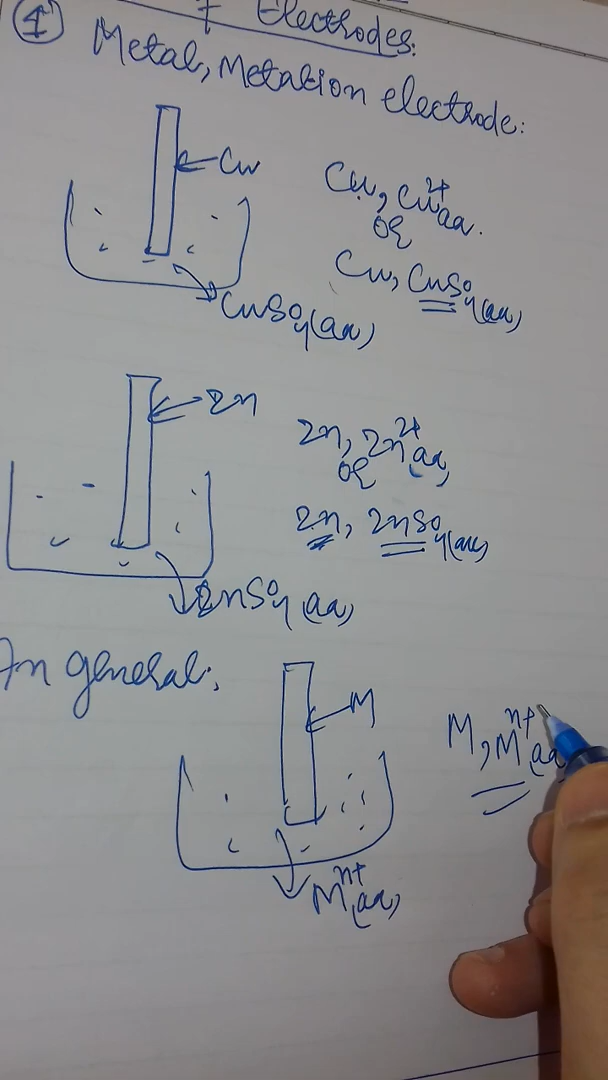 Electrodes:
① Metal, Metal ion electrode:
Cu
Cu, Cu²⁺aq.
OR
Cu, CuSO₄(aq)
CuSO₄(aq)
Zn
Zn, Zn²⁺(aq)
OR
Zn, ZnSO₄(aq)
ZnSO₄(aq)
In general;
M
M, Mⁿ⁺(aq
Mⁿ⁺(aq)